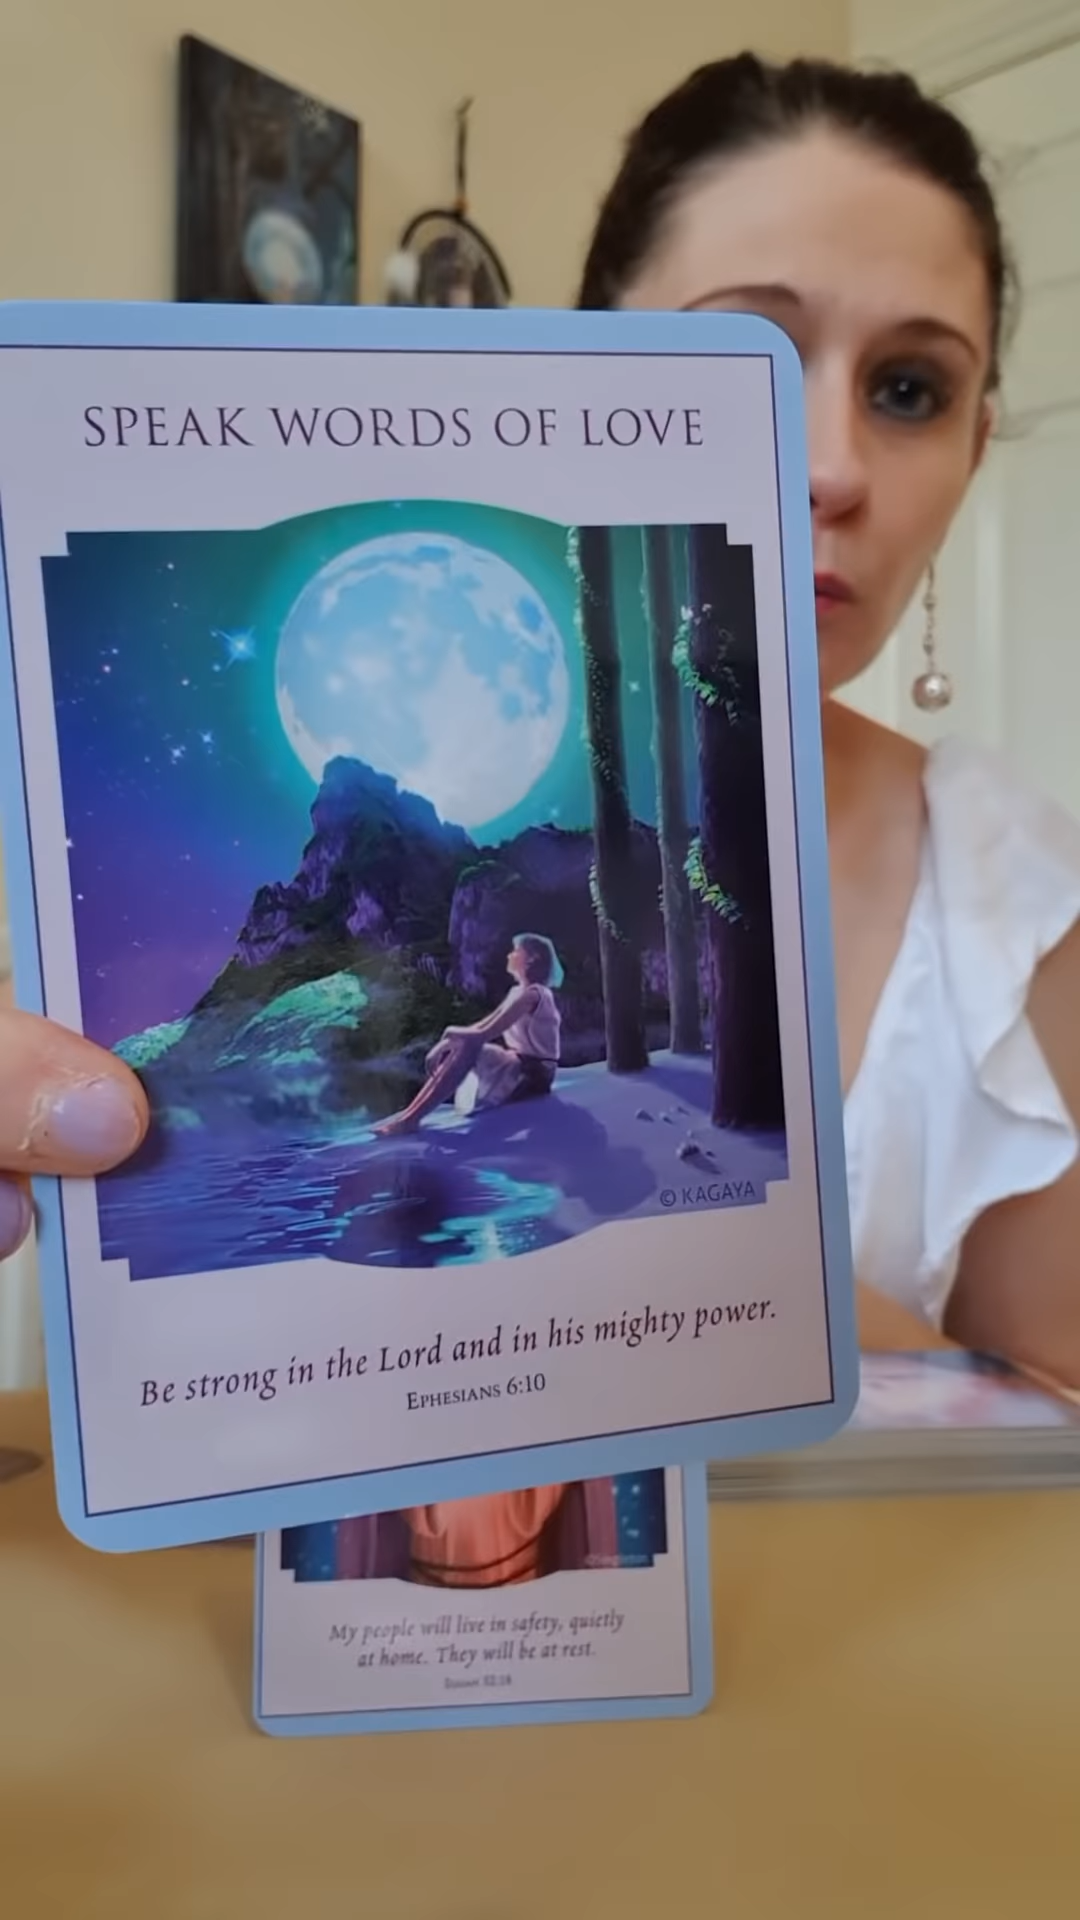 SPEAK WORDS OF LOVE
© KAGAYA
Be strong in the Lord and in his mighty power.
EPHESIANS 6:10
My people will live in safety, quietly
at home. They will be at rest.